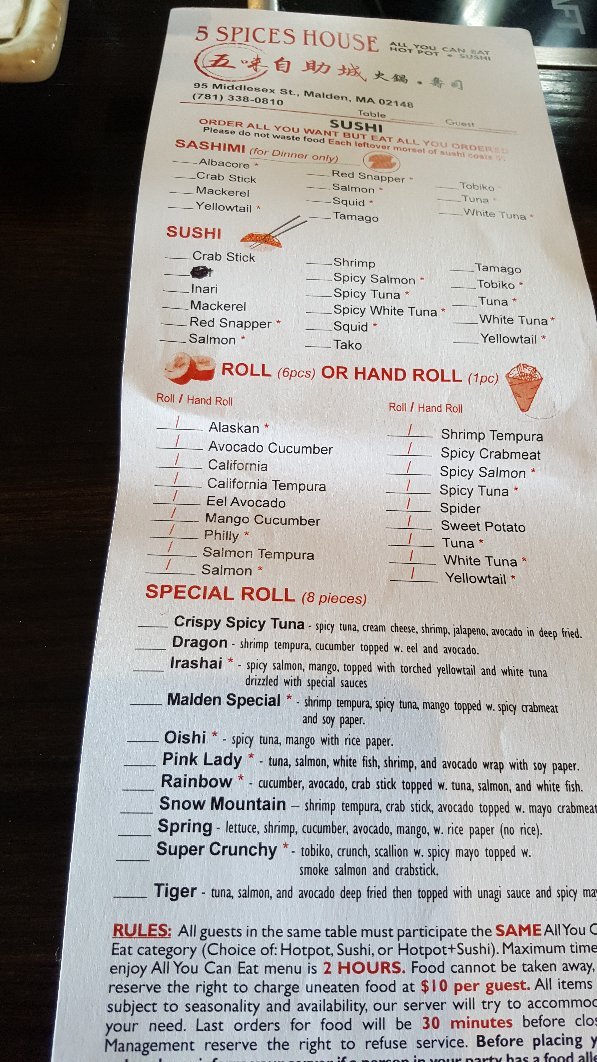 5 SPICES HOUSE ALL YOU CAN EAT
HOT POT + SUSHI
五味自助城 火鍋 • 壽司
95 Middlesex St., Malden, MA 02148
(781) 338-0810
Table Guest
SUSHI
ORDER ALL YOU WANT BUT EAT ALL YOU ORDERED
Please do not waste food Each leftover morsel of sushi costs
SASHIMI (for Dinner only)
Albacore *
Crab Stick
Mackerel
Yellowtail *
Red Snapper *
Salmon *
Squid *
Tamago
Tobiko *
Tuna *
White Tuna *
SUSHI
Crab Stick
Inari
Mackerel
Red Snapper *
Salmon *
Shrimp
Spicy Salmon *
Spicy Tuna *
Spicy White Tuna *
Squid *
Tako
Tamago
Tobiko *
Tuna *
White Tuna *
Yellowtail *
ROLL (6pcs) OR HAND ROLL (1pc)
Roll / Hand Roll
/ Alaskan *
/ Avocado Cucumber
/ California
/ California Tempura
/ Eel Avocado
/ Mango Cucumber
/ Philly *
/ Salmon Tempura
/ Salmon *
Roll / Hand Roll
/ Shrimp Tempura
/ Spicy Crabmeat
/ Spicy Salmon *
/ Spicy Tuna *
/ Spider
/ Sweet Potato
/ Tuna *
/ White Tuna *
/ Yellowtail *
SPECIAL ROLL (8 pieces)
Crispy Spicy Tuna - spicy tuna, cream cheese, shrimp, jalapeno, avocado in deep fried.
Dragon - shrimp tempura, cucumber topped w. eel and avocado.
Irashai * - spicy salmon, mango, topped with torched yellowtail and white tuna
drizzled with special sauces
Malden Special * - shrimp tempura, spicy tuna, mango topped w. spicy crabmeat
and soy paper.
Oishi * - spicy tuna, mango with rice paper.
Pink Lady * - tuna, salmon, white fish, shrimp, and avocado wrap with soy paper.
Rainbow * - cucumber, avocado, crab stick topped w. tuna, salmon, and white fish.
Snow Mountain – shrimp tempura, crab stick, avocado topped w. mayo crabmeat
Spring - lettuce, shrimp, cucumber, avocado, mango, w. rice paper (no rice).
Super Crunchy * - tobiko, crunch, scallion w. spicy mayo topped w.
smoke salmon and crabstick.
Tiger - tuna, salmon, and avocado deep fried then topped with unagi sauce and spicy
RULES: All guests in the same table must participate the SAME All You
Eat category (Choice of: Hotpot, Sushi, or Hotpot+Sushi). Maximum time
enjoy All You Can Eat menu is 2 HOURS. Food cannot be taken away,
reserve the right to charge uneaten food at $10 per guest. All items
subject to seasonality and availability, our server will try to
your need. Last orders for food will be 30 minutes before
Management reserve the right to refuse service. Before placing
if a person in your party has a food